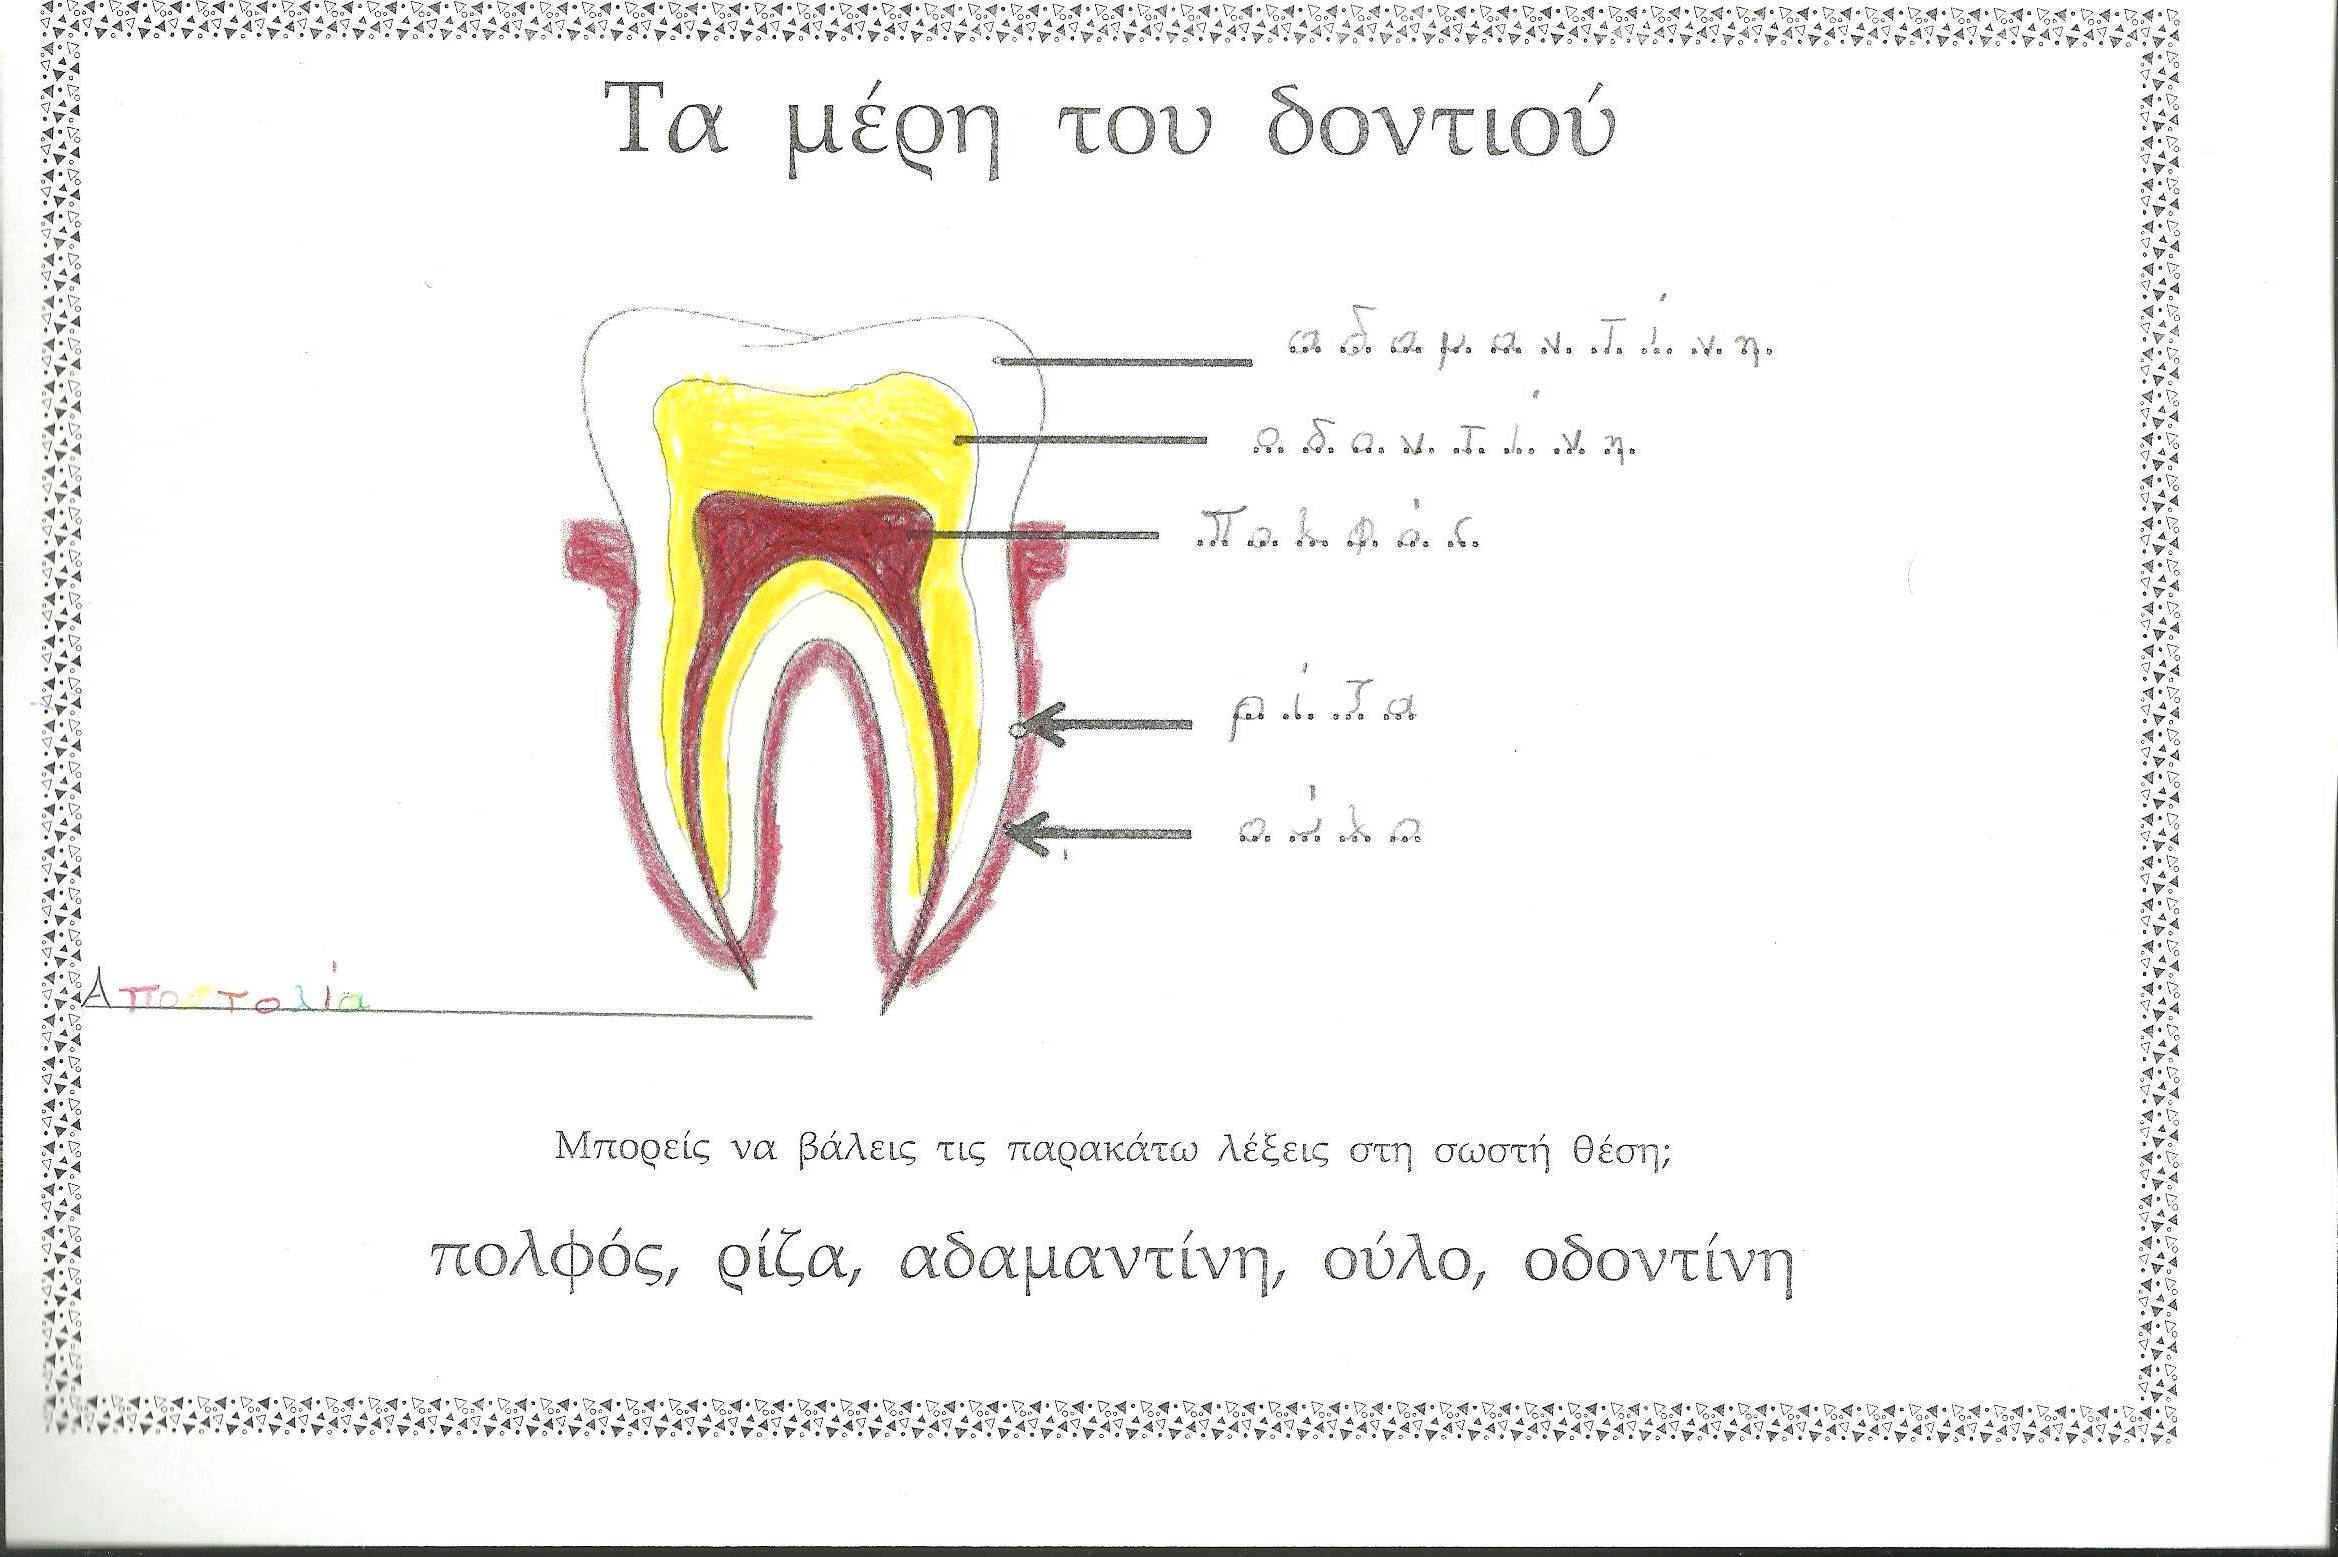 Τα μέρη του δοντιού
αδαμαντίνη
οδοντίνη
πολφός
ρίζα
ούλο
Αποστολία
Μπορείς να βάλεις τις παρακάτω λέξεις στη σωστή θέση;
πολφός, ρίζα, αδαμαντίνη, ούλο, οδοντίνη